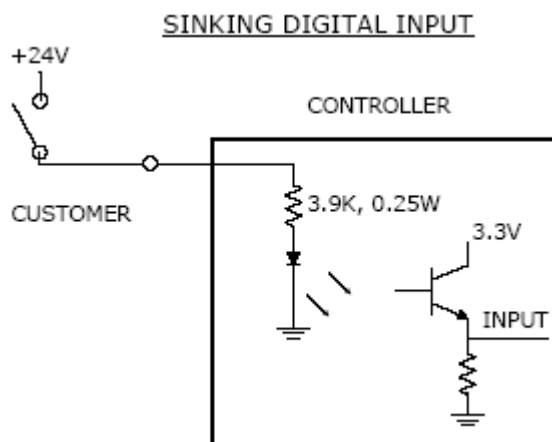 SINKING DIGITAL INPUT
+24V
CONTROLLER
CUSTOMER
3.9K, 0.25W
3.3V
INPUT